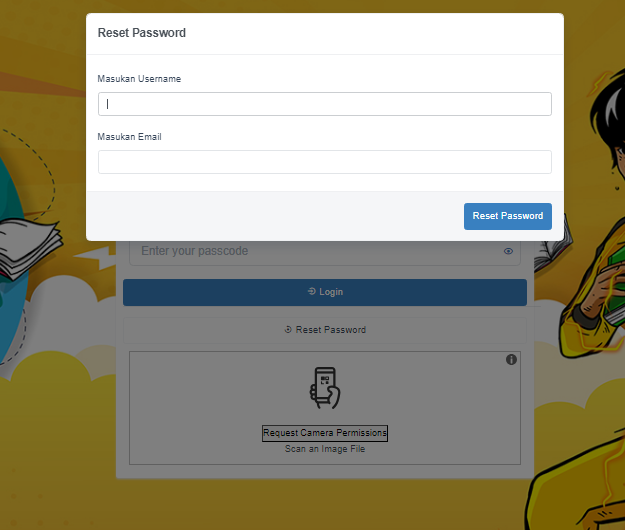 Reset Password
Masukan Username
Masukan Email
Reset Password
Enter your passcode
Login
Reset Password
Request Camera Permissions
Scan an Image File